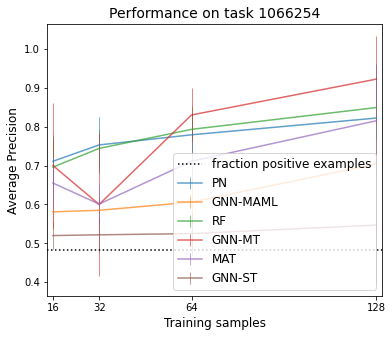 Performance on task 1066254
Average Precision
1.0
0.9
0.8
0.7
0.6
0.5
0.4
fraction positive examples
PN
GNN-MAML
RF
GNN-MT
MAT
GNN-ST
16 32 64 128
Training samples